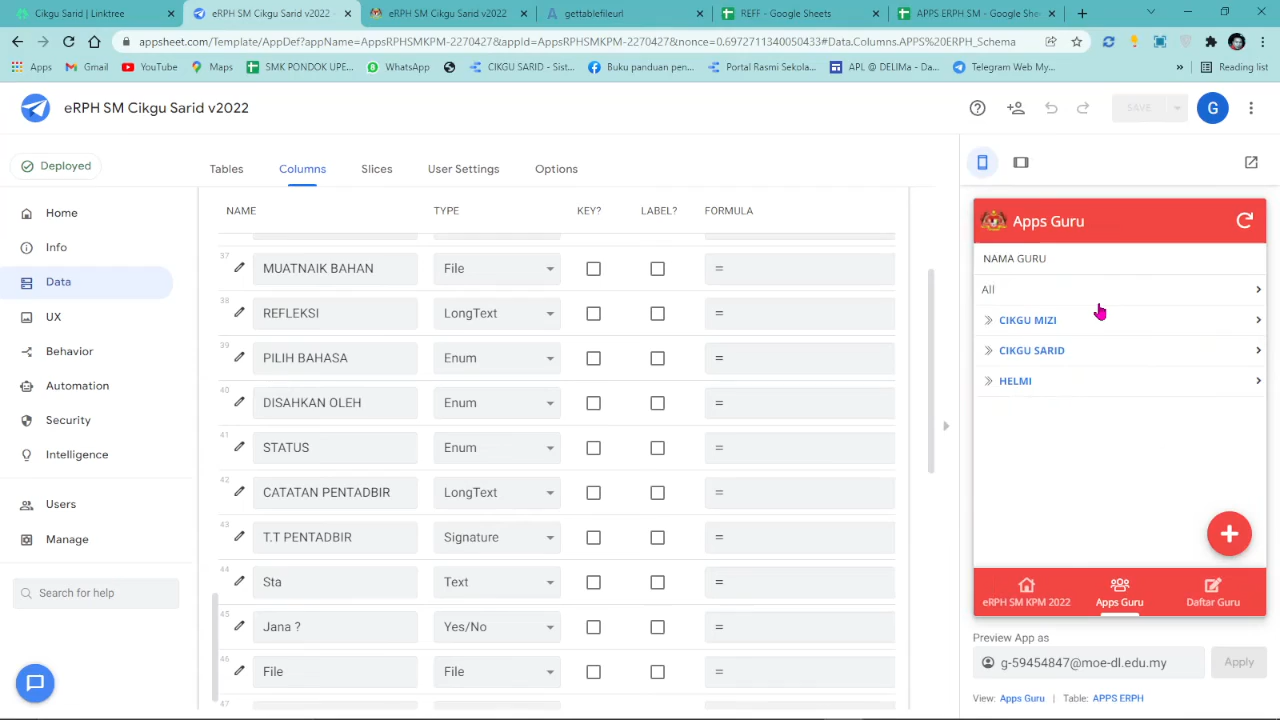 (1) Linktree
eRPH SM Cikgu Sarid v2022
eRPH SM Cikgu Sarid v2022
gettablefileurl
REFF - Google Sheets
APPS ERPH SM - Google Sheets
appsheet.com/Template/AppDef?appName=AppsRPHSMKPM-2270427&appId=AppsRPHSMKPM-2270427&nonce=0.6972711340050433#Data.Columns.APPS%20ERPH_Schema
Apps
Gmail
YouTube
Maps
SMK PONDOK UPE...
WhatsApp
CIKGU SARID - Sis...
Buku panduan pen...
Portal Rasmi Sekola...
APL @ DELIMa - Da...
Telegram Web My...
»
Reading list
eRPH SM Cikgu Sarid v2022
SAVE
G
Deployed
Tables
Columns
Slices
User Settings
Options
Home
Info
Data
UX
Behavior
Automation
Security
Intelligence
Users
Manage
Search for help
NAME
TYPE
KEY?
LABEL?
FORMULA
37
MUATNAIK BAHAN
File
=
38
REFLEKSI
LongText
=
39
PILIH BAHASA
Enum
=
40
DISAHKAN OLEH
Enum
=
41
STATUS
Enum
=
42
CATATAN PENTADBIR
LongText
=
43
T.T PENTADBIR
Signature
=
44
Sta
Text
=
45
Jana ?
Yes/No
=
46
File
File
=
47
Apps Guru
NAMA GURU
All
CIKGU MIZI
CIKGU SARID
HELMI
eRPH SM KPM 2022
Apps Guru
Daftar Guru
Preview App as
g-59454847@moe-dl.edu.my
Apply
View: Apps Guru | Table: APPS ERPH